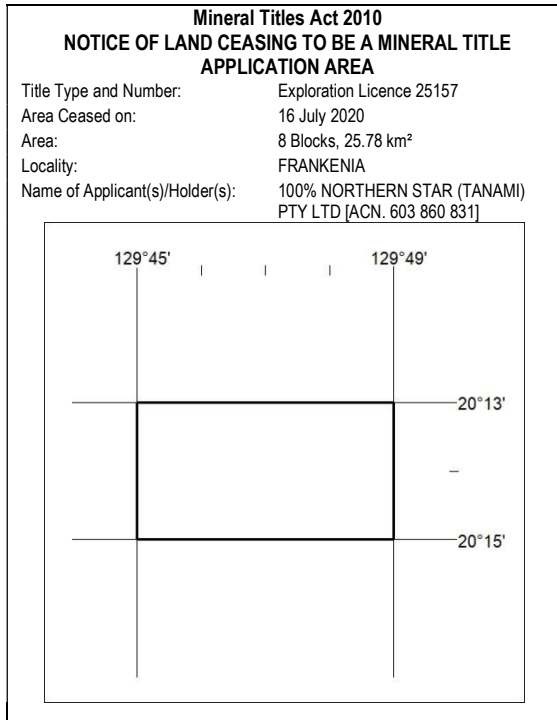 Mineral Titles Act 2010
NOTICE OF LAND CEASING TO BE A MINERAL TITLE
APPLICATION AREA
Title Type and Number: Exploration Licence 25157
Area Ceased on: 16 July 2020
Area: 8 Blocks, 25.78 km²
Locality: FRANKENIA
Name of Applicant(s)/Holder(s): 100% NORTHERN STAR (TANAMI)
PTY LTD [ACN. 603 860 831]
129°45' 129°49'
20°13'
20°15'